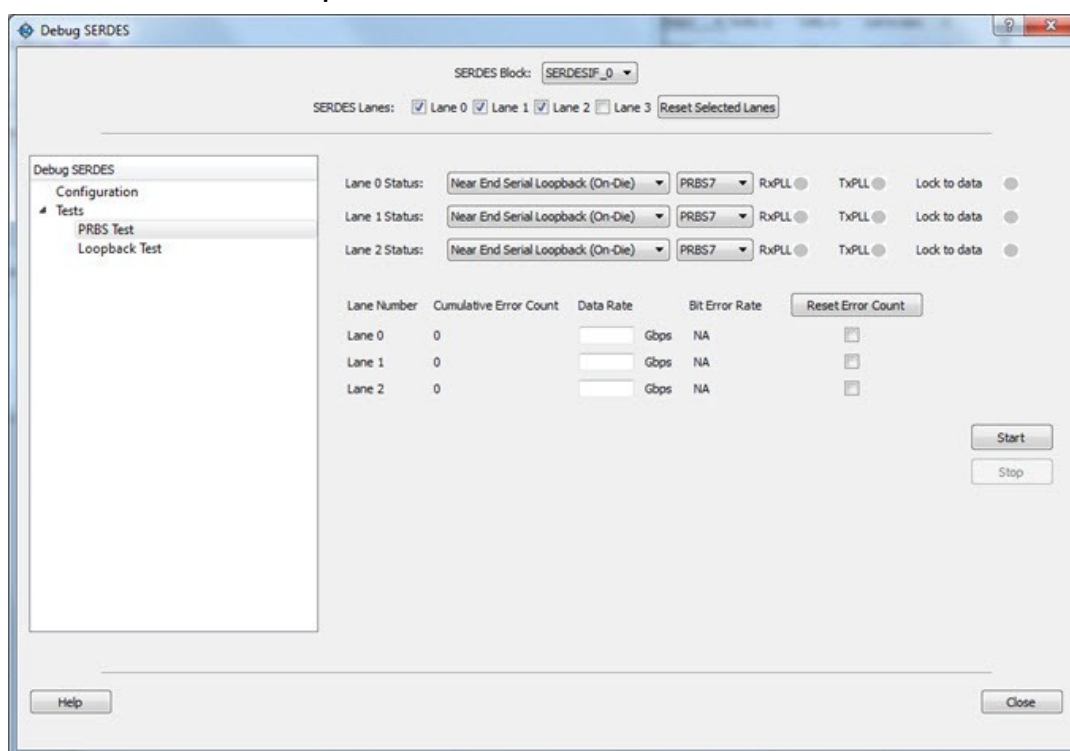 Debug SERDES
SERDES Block: SERDESIF_0
SERDES Lanes: Lane 0 Lane 1 Lane 2 Lane 3 Reset Selected Lanes
Debug SERDES
Configuration
Tests
PRBS Test
Loopback Test
Lane 0 Status: Near End Serial Loopback (On-Die) PRBS7 RxPLL TxPLL Lock to data
Lane 1 Status: Near End Serial Loopback (On-Die) PRBS7 RxPLL TxPLL Lock to data
Lane 2 Status: Near End Serial Loopback (On-Die) PRBS7 RxPLL TxPLL Lock to data
Lane Number Cumulative Error Count Data Rate Bit Error Rate Reset Error Count
Lane 0 0 Gbps NA
Lane 1 0 Gbps NA
Lane 2 0 Gbps NA
Start
Stop
Help Close